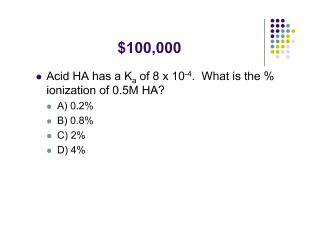 $100,000
Acid HA has a Ka of 8 x 10-4. What is the %
ionization of 0.5M HA?
A) 0.2%
B) 0.8%
C) 2%
D) 4%